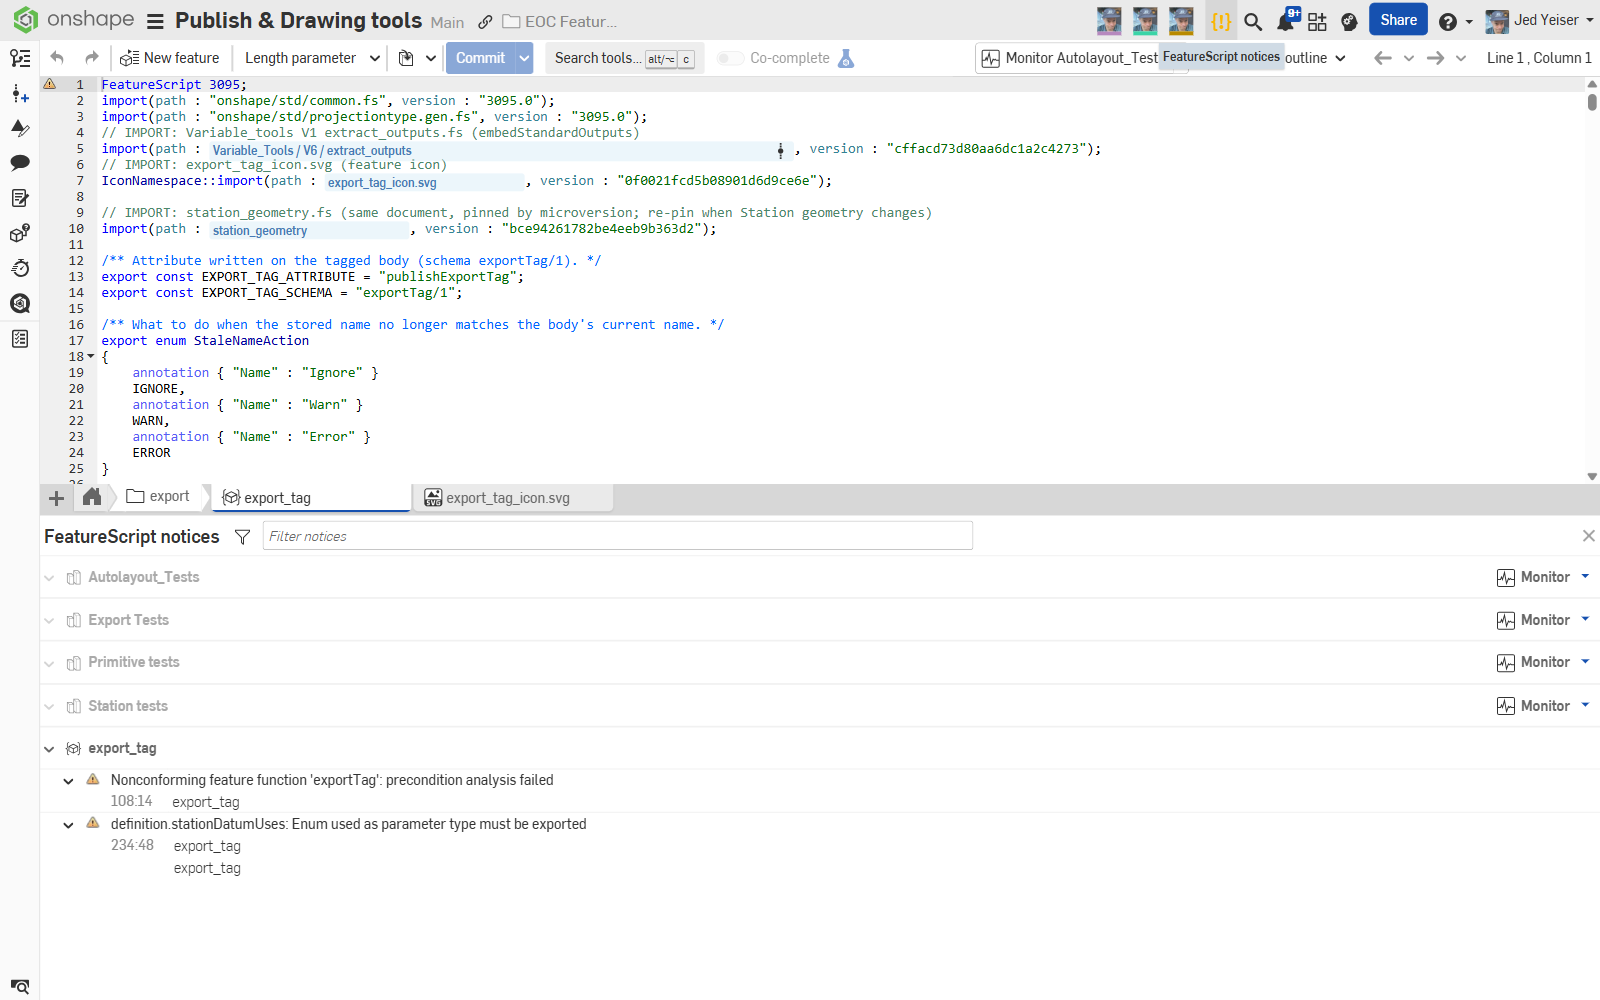 onshape Publish & Drawing tools Main EOC Featur... 9+ Share Jed Yeiser
New feature Length parameter Commit Search tools... alt/⌥ c Co-complete Monitor Autolayout_Test FeatureScript notices outline Line 1 , Column 1
1 FeatureScript 3095;
2 import(path : "onshape/std/common.fs", version : "3095.0");
3 import(path : "onshape/std/projectiontype.gen.fs", version : "3095.0");
4 // IMPORT: Variable_tools V1 extract_outputs.fs (embedStandardOutputs)
5 import(path : Variable_Tools / V6 / extract_outputs , version : "cffacd73d80aa6dc1a2c4273");
6 // IMPORT: export_tag_icon.svg (feature icon)
7 IconNamespace::import(path : export_tag_icon.svg , version : "0f0021fcd5b08901d6d9ce6e");
8
9 // IMPORT: station_geometry.fs (same document, pinned by microversion; re-pin when Station geometry changes)
10 import(path : station_geometry , version : "bce94261782be4eeb9b363d2");
11
12 /** Attribute written on the tagged body (schema exportTag/1). */
13 export const EXPORT_TAG_ATTRIBUTE = "publishExportTag";
14 export const EXPORT_TAG_SCHEMA = "exportTag/1";
15
16 /** What to do when the stored name no longer matches the body's current name. */
17 export enum StaleNameAction
18 {
19 annotation { "Name" : "Ignore" }
20 IGNORE,
21 annotation { "Name" : "Warn" }
22 WARN,
23 annotation { "Name" : "Error" }
24 ERROR
25 }
export export_tag SVG export_tag_icon.svg
FeatureScript notices Filter notices
Autolayout_Tests Monitor
Export Tests Monitor
Primitive tests Monitor
Station tests Monitor
export_tag
Nonconforming feature function 'exportTag': precondition analysis failed
108:14 export_tag
definition.stationDatumUses: Enum used as parameter type must be exported
234:48 export_tag
export_tag